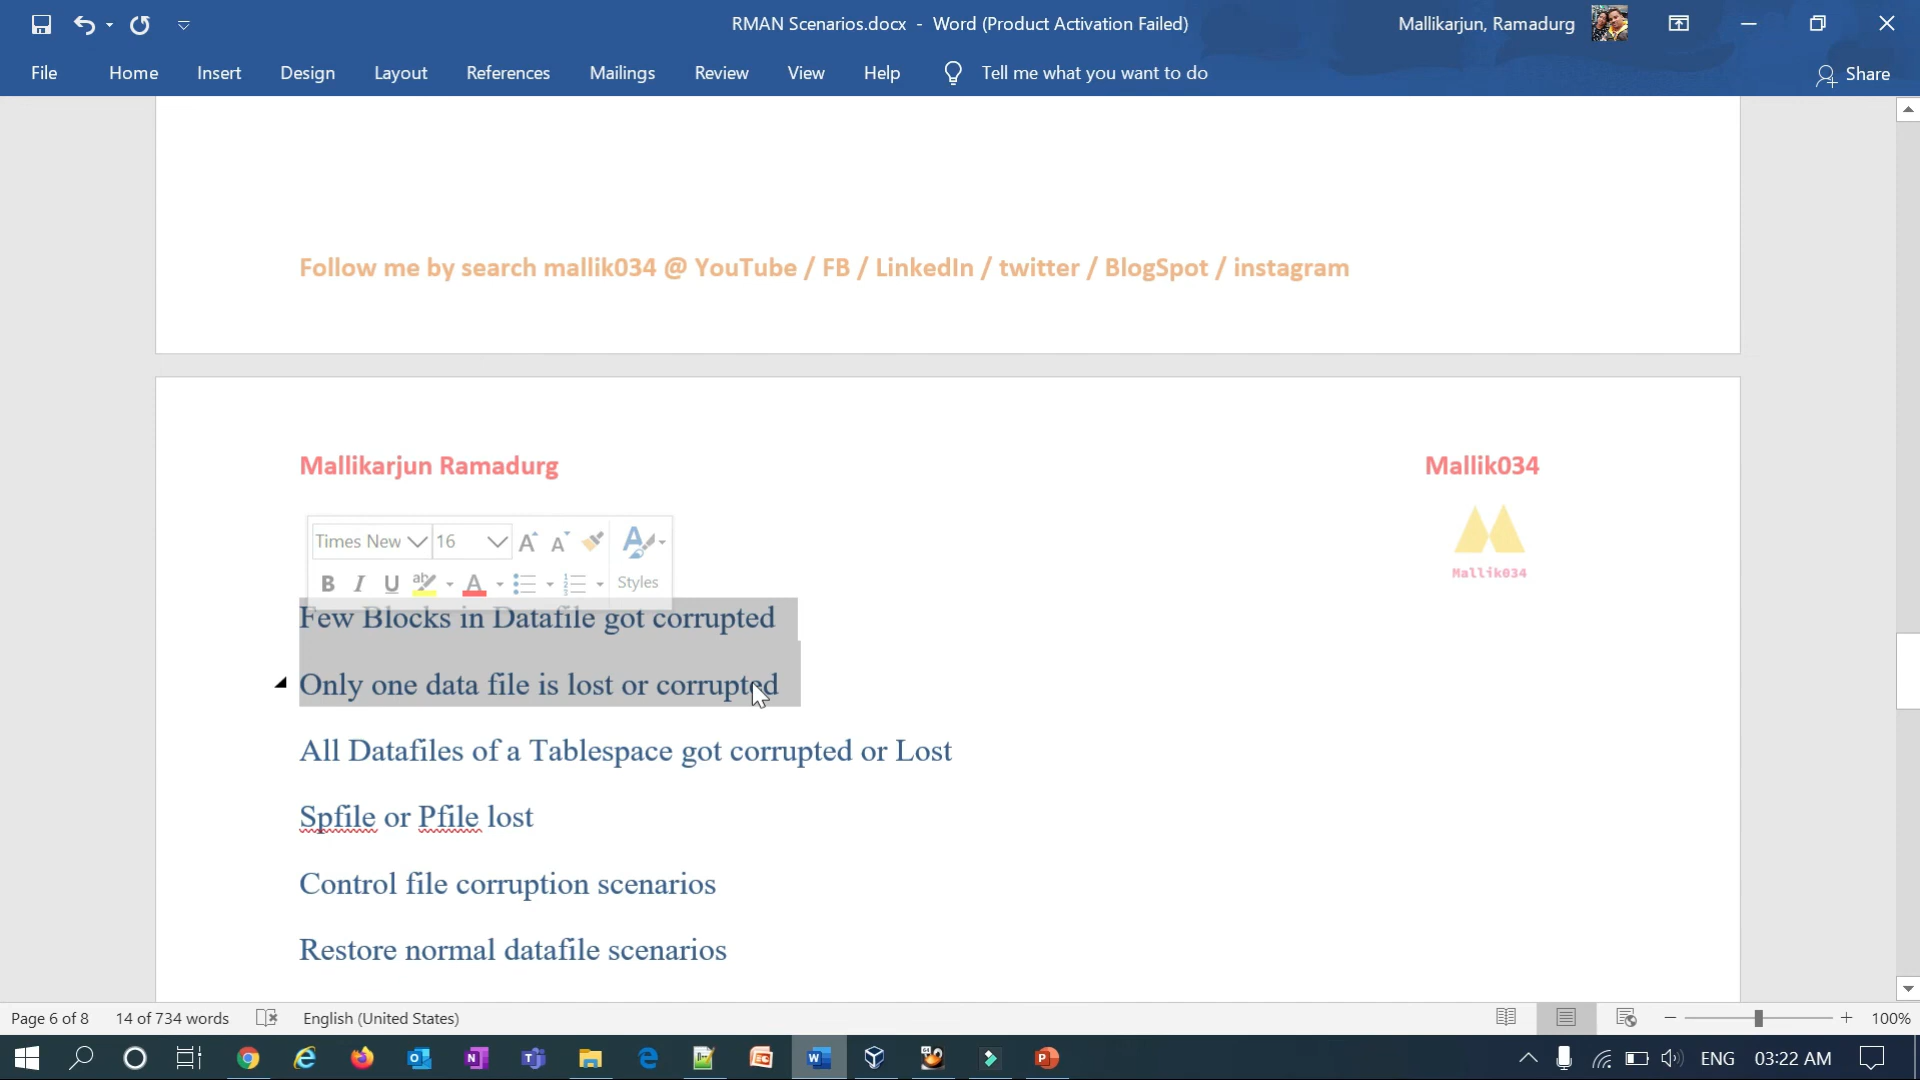 RMAN Scenarios.docx - Word (Product Activation Failed)
Mallikarjun, Ramadurg
File Home Insert Design Layout References Mailings Review View Help Tell me what you want to do
Share
Follow me by search mallik034 @ YouTube / FB / LinkedIn / twitter / BlogSpot / instagram
Mallikarjun Ramadurg
Mallik034
Mallik034
Times New 16
B I U ab A Styles
Few Blocks in Datafile got corrupted
Only one data file is lost or corrupted
All Datafiles of a Tablespace got corrupted or Lost
Spfile or Pfile lost
Control file corruption scenarios
Restore normal datafile scenarios
Page 6 of 8 14 of 734 words English (United States) 100%
ENG 03:22 AM